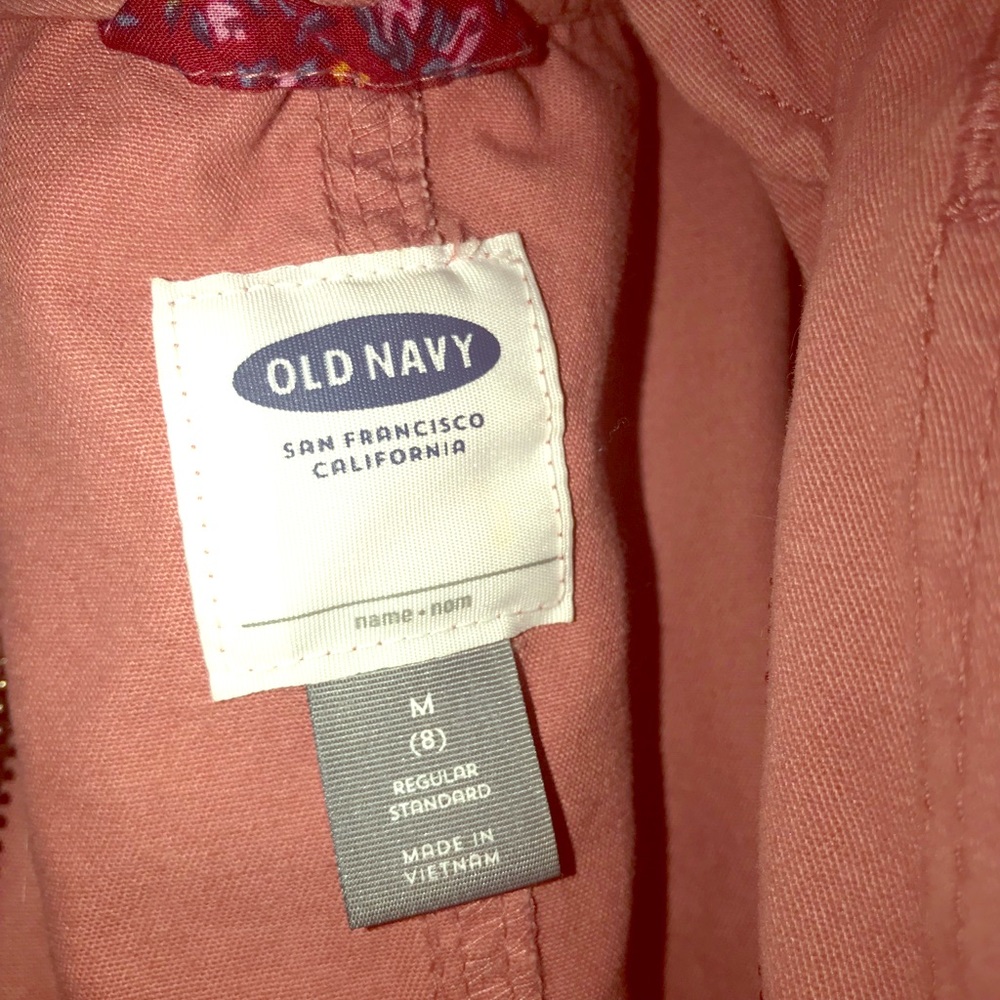 OLD NAVY
SAN FRANCISCO
CALIFORNIA
name • nom
M
(8)
REGULAR
STANDARD
MADE IN
VIETNAM